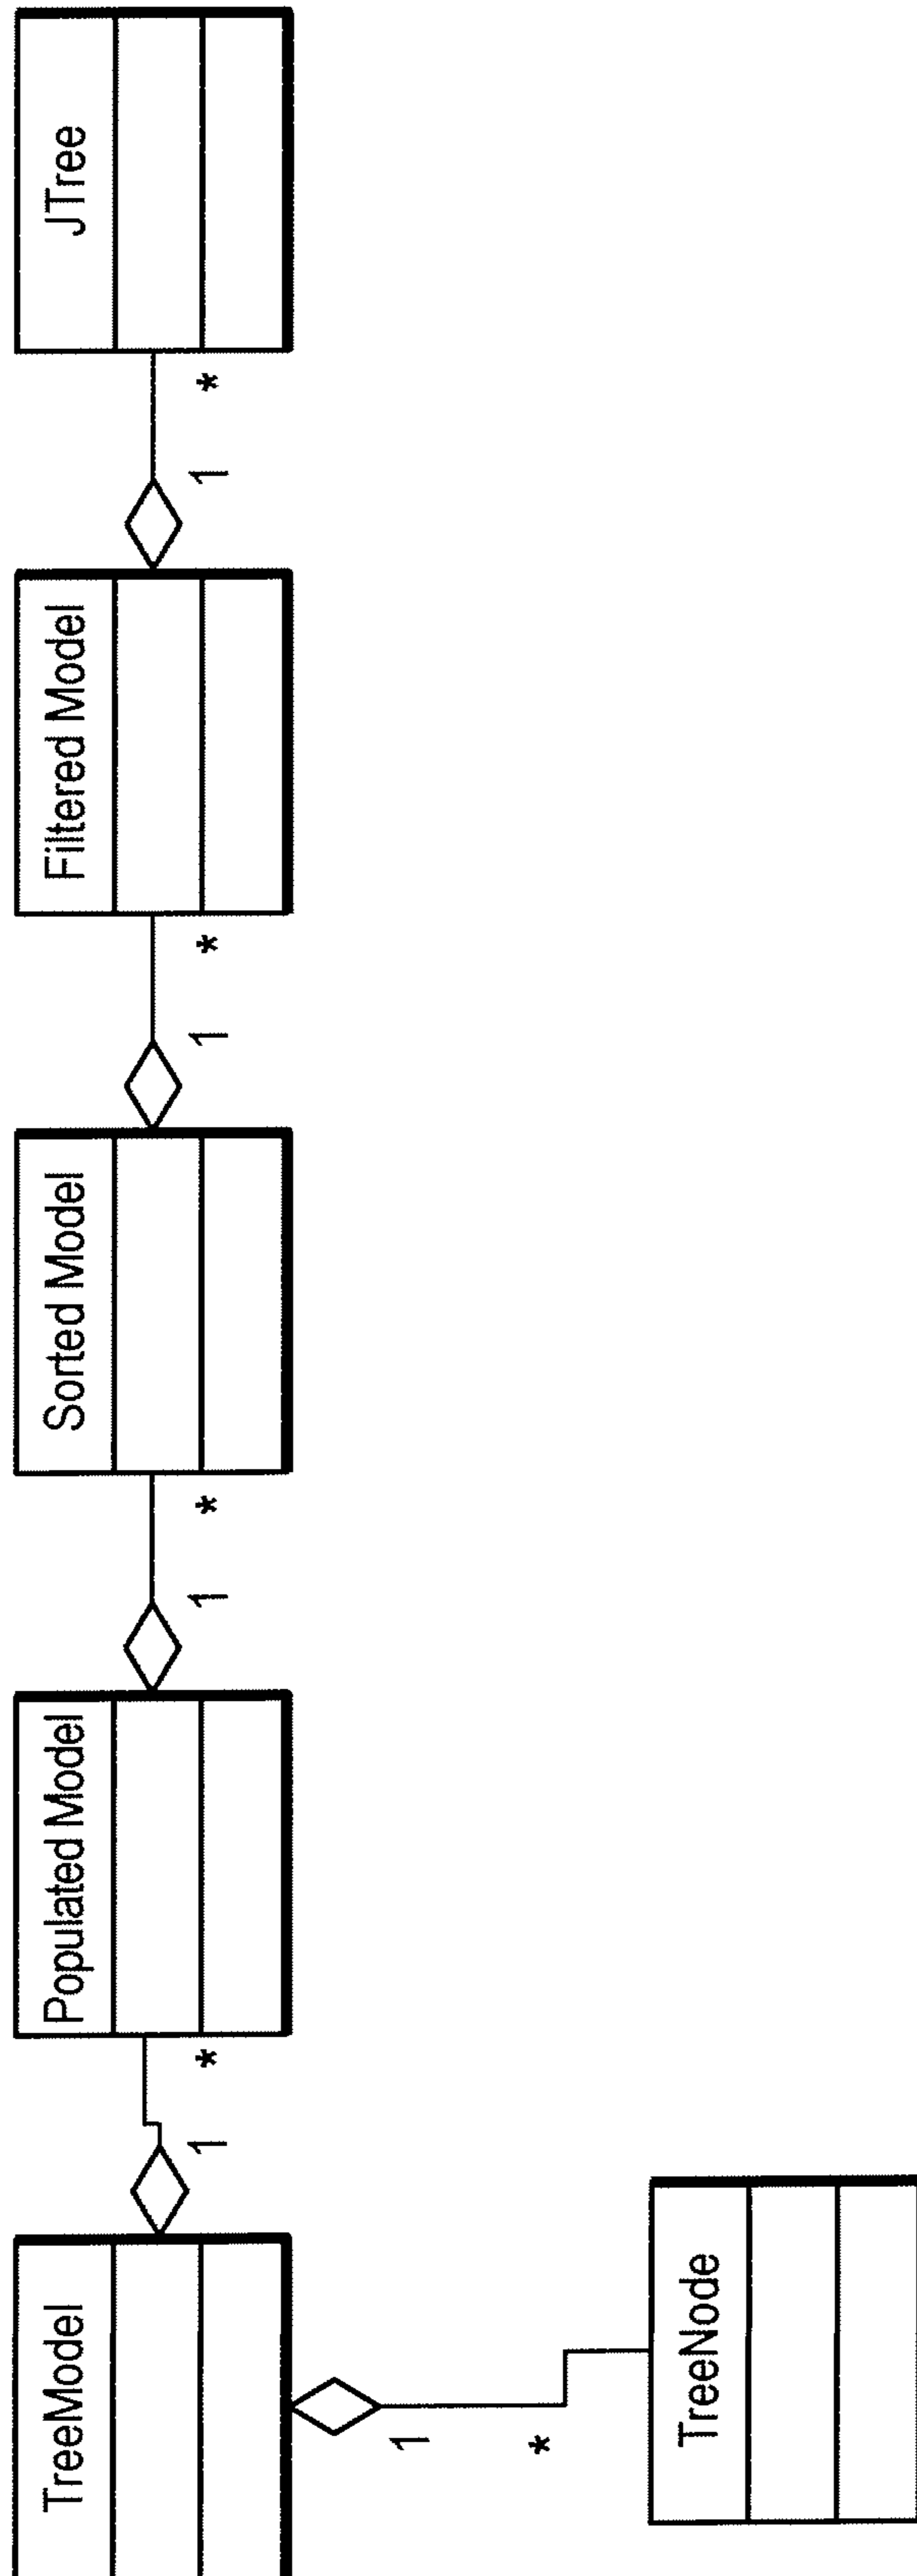 TreeModel
1
*
Populated Model
1
*
Sorted Model
1
*
Filtered Model
1
*
JTree
1
*
TreeNode